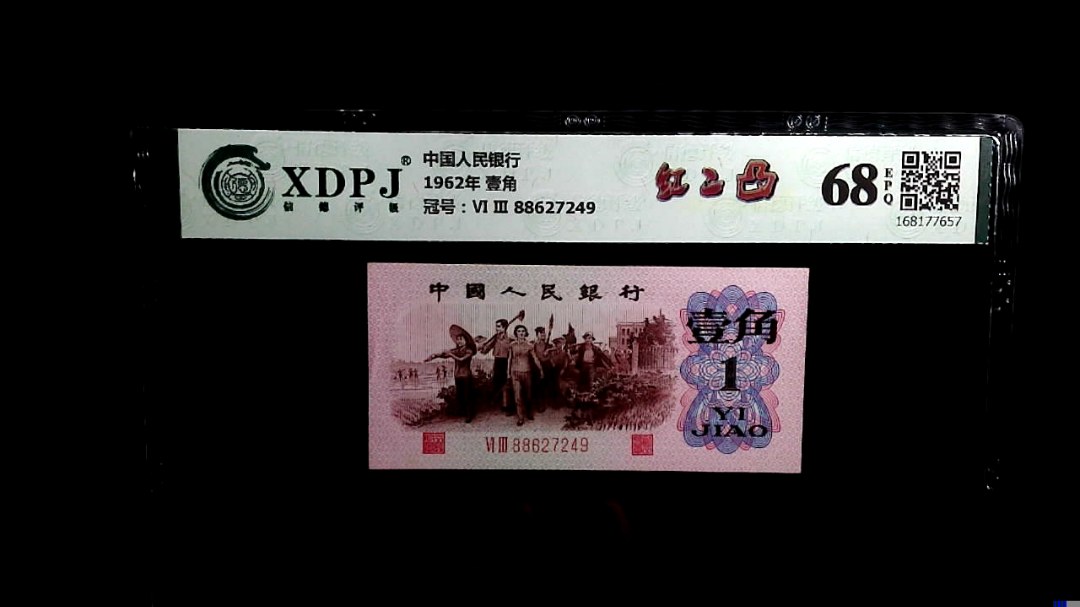 XDPJ®
信德评级
中国人民银行
1962年 壹角
冠号：VI III 88627249
红二凸
68
EPQ
168177657
中國人民銀行
壹角
1
YI
JIAO
VI III 88627249